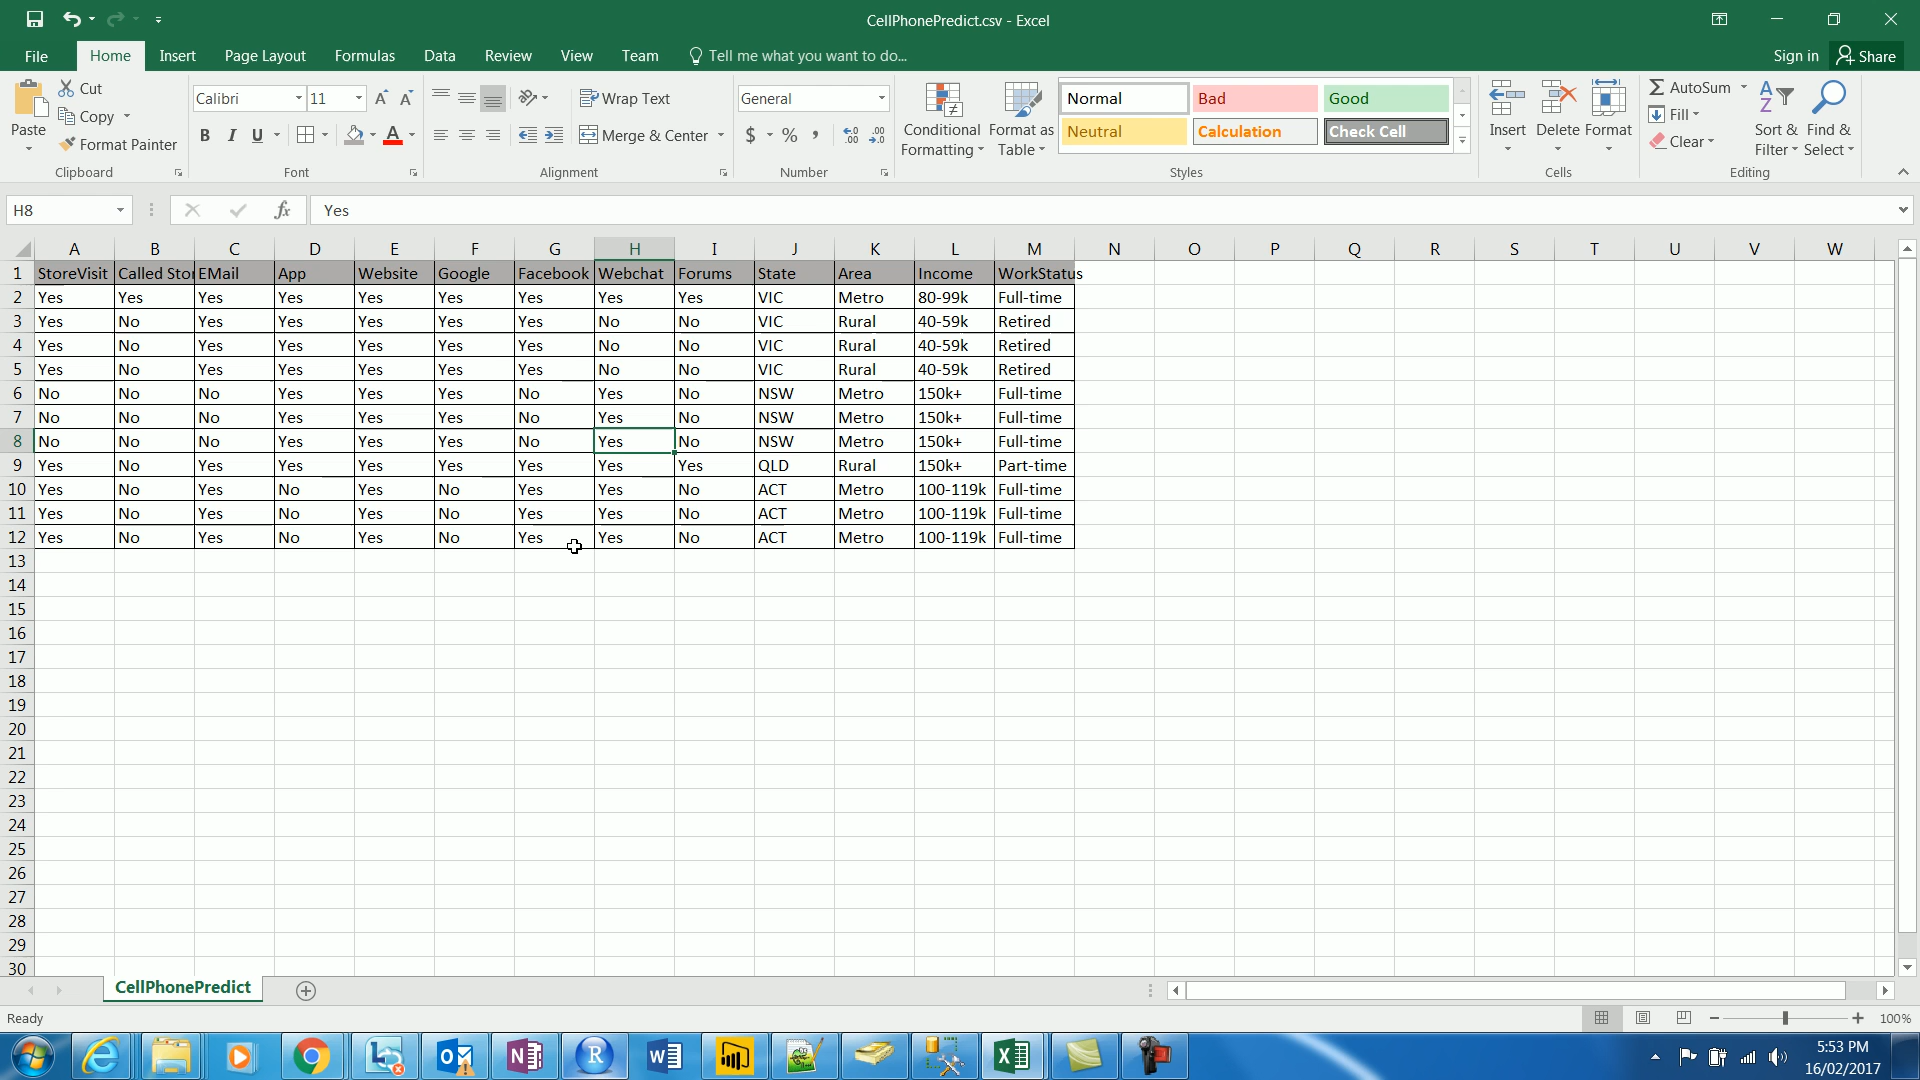 CellPhonePredict.csv - Excel
File Home Insert Page Layout Formulas Data Review View Team Tell me what you want to do... Sign in Share
Paste Cut Copy Format Painter Clipboard
Calibri 11 B I U A Font
Wrap Text Merge & Center Alignment
General $ % , .00 Number
Conditional Formatting Format as Table
Normal Bad Good
Neutral Calculation Check Cell
Styles
Insert Delete Format Cells
AutoSum Fill Clear Sort & Filter Find & Select Editing
H8 fx Yes
A B C D E F G H I J K L M N O P Q R S T U V W
1 StoreVisit Called Stor EMail App Website Google Facebook Webchat Forums State Area Income WorkStatus
2 Yes Yes Yes Yes Yes Yes Yes Yes Yes VIC Metro 80-99k Full-time
3 Yes No Yes Yes Yes Yes Yes No No VIC Rural 40-59k Retired
4 Yes No Yes Yes Yes Yes Yes No No VIC Rural 40-59k Retired
5 Yes No Yes Yes Yes Yes Yes No No VIC Rural 40-59k Retired
6 No No No Yes Yes Yes No Yes No NSW Metro 150k+ Full-time
7 No No No Yes Yes Yes No Yes No NSW Metro 150k+ Full-time
8 No No No Yes Yes Yes No Yes No NSW Metro 150k+ Full-time
9 Yes No Yes Yes Yes Yes Yes Yes Yes QLD Rural 150k+ Part-time
10 Yes No Yes No Yes No Yes Yes No ACT Metro 100-119k Full-time
11 Yes No Yes No Yes No Yes Yes No ACT Metro 100-119k Full-time
12 Yes No Yes No Yes No Yes Yes No ACT Metro 100-119k Full-time
13
14
15
16
17
18
19
20
21
22
23
24
25
26
27
28
29
30
CellPhonePredict
Ready 100%
5:53 PM
16/02/2017